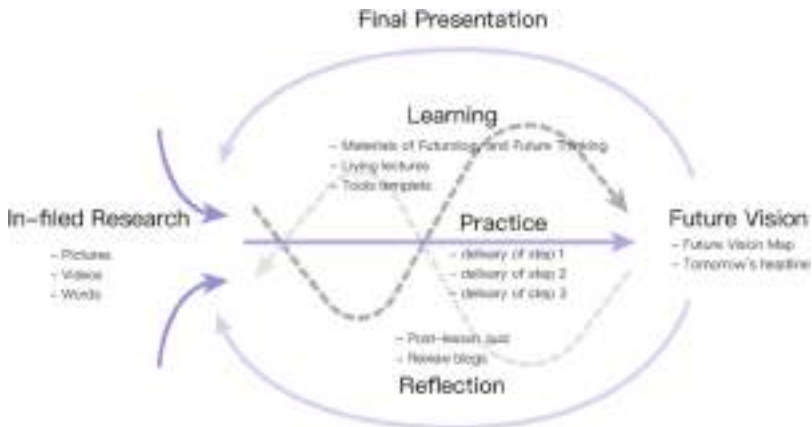 Final Presentation
Learning
- Materials of Futurology and Future Thinking
- Living lectures
- Tools templets
In-filed Research
- Pictures
- Videos
- Words
Practice
- delivery of step 1
- delivery of step 2
- delivery of step 3
Future Vision
- Future Vision Map
- Tomorrow's headline
- Post-lesson quiz
- Review blogs
Reflection